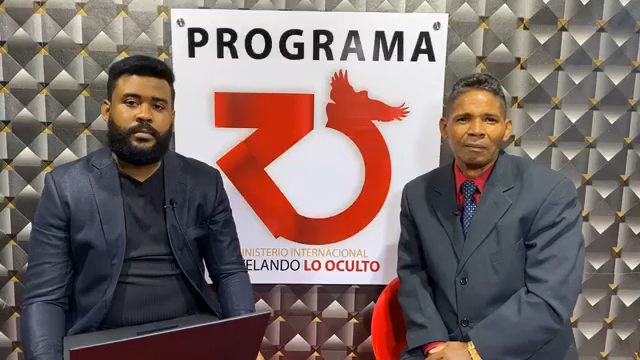 PROGRAMA
INISTERIO INTERNACIONAL
ELANDO LO OCULTO